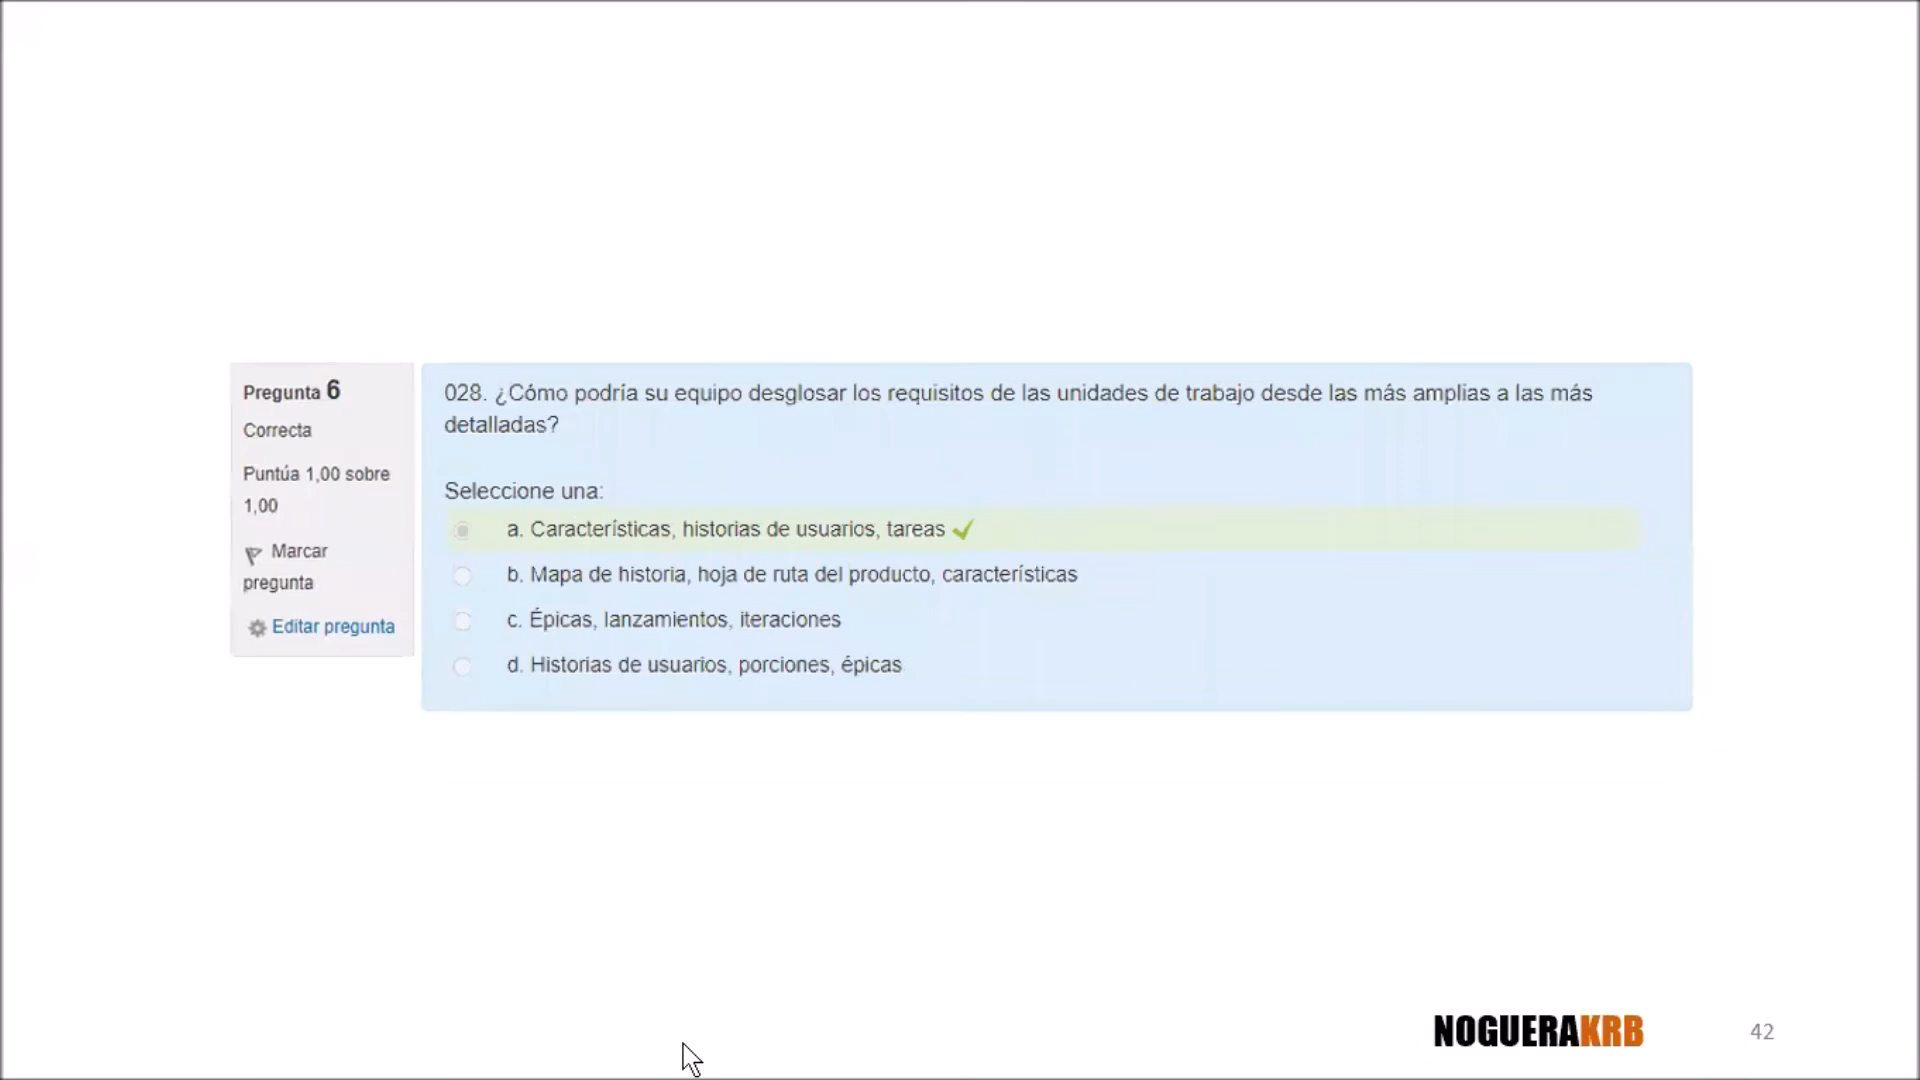 Pregunta 6
Correcta
Puntúa 1,00 sobre
1,00
Marcar
pregunta
Editar pregunta
028. ¿Cómo podría su equipo desglosar los requisitos de las unidades de trabajo desde las más amplias a las más
detalladas?
Seleccione una:
a. Características, historias de usuarios, tareas
b. Mapa de historia, hoja de ruta del producto, características
c. Épicas, lanzamientos, iteraciones
d. Historias de usuarios, porciones, épicas
NOGUERAKRB
42